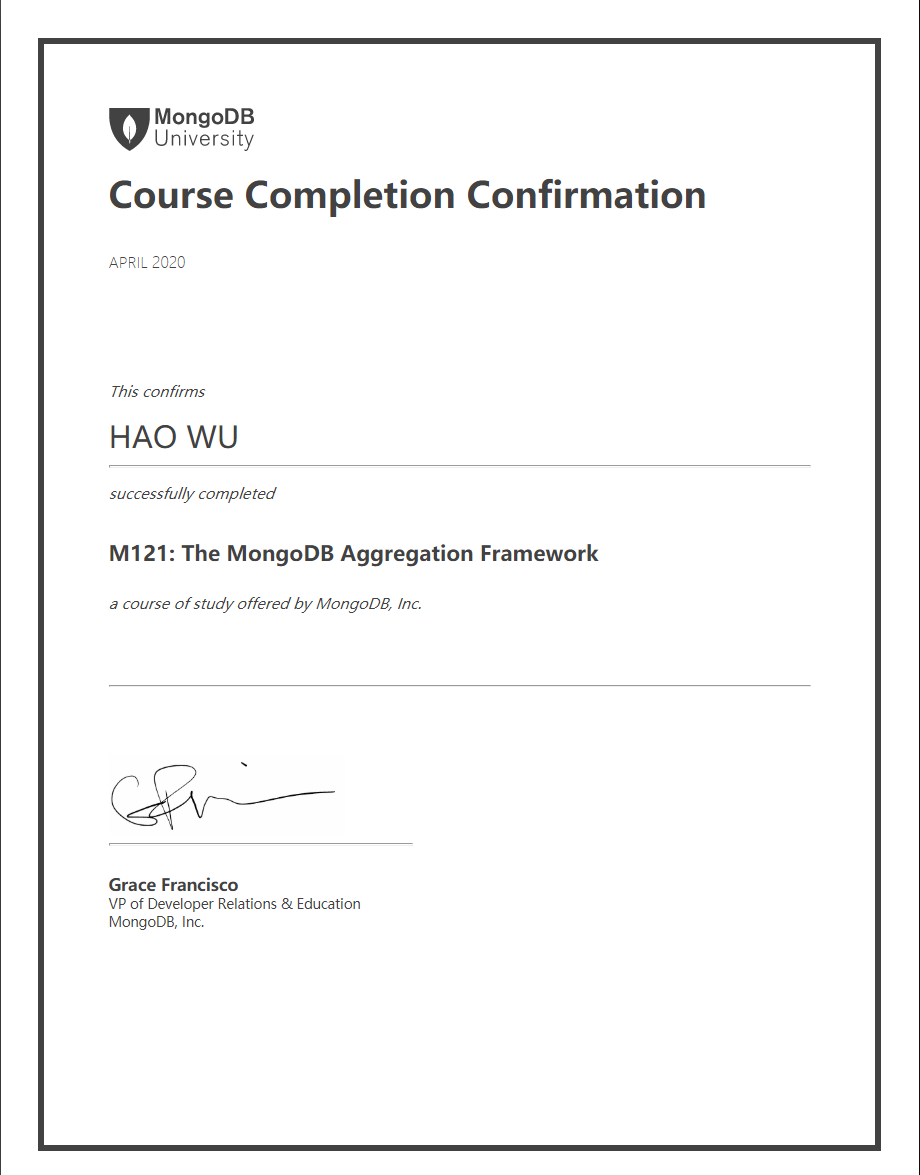 MongoDB
University
Course Completion Confirmation
APRIL 2020
This confirms
HAO WU
successfully completed
M121: The MongoDB Aggregation Framework
a course of study offered by MongoDB, Inc.
Grace Francisco
VP of Developer Relations & Education
MongoDB, Inc.